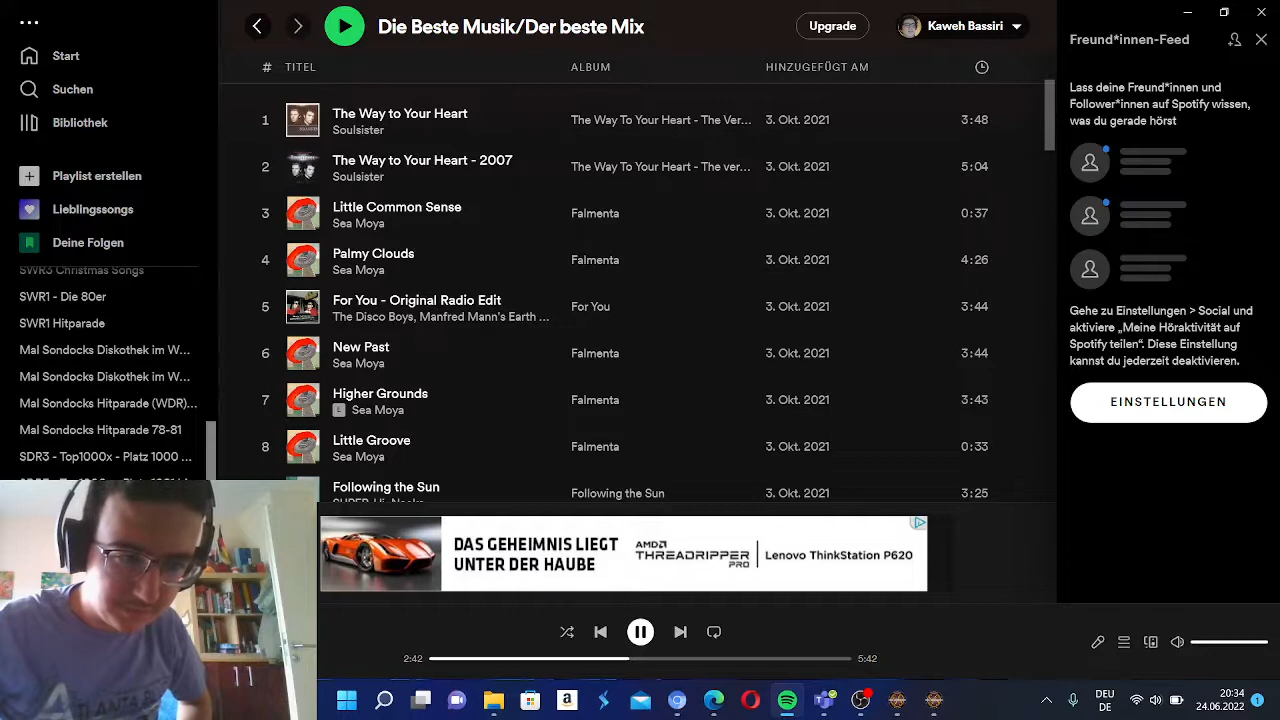 Die Beste Musik/Der beste Mix
Upgrade
Kaweh Bassiri
Start
Suchen
Bibliothek
Playlist erstellen
Lieblingssongs
Deine Folgen
SWR3 Christmas Songs
SWR1 - Die 80er
SWR1 Hitparade
Mal Sondocks Diskothek im W...
Mal Sondocks Diskothek im W...
Mal Sondocks Hitparade (WDR)...
Mal Sondocks Hitparade 78-81
SDR3 - Top1000x - Platz 1000 ...
# TITEL ALBUM HINZUGEFÜGT AM
1 The Way to Your Heart The Way To Your Heart - The Ver... 3. Okt. 2021 3:48
Soulsister
2 The Way to Your Heart - 2007 The Way To Your Heart - The ver... 3. Okt. 2021 5:04
Soulsister
3 Little Common Sense Falmenta 3. Okt. 2021 0:37
Sea Moya
4 Palmy Clouds Falmenta 3. Okt. 2021 4:26
Sea Moya
5 For You - Original Radio Edit For You 3. Okt. 2021 3:44
The Disco Boys, Manfred Mann's Earth ...
6 New Past Falmenta 3. Okt. 2021 3:44
Sea Moya
7 Higher Grounds Falmenta 3. Okt. 2021 3:43
E Sea Moya
8 Little Groove Falmenta 3. Okt. 2021 0:33
Sea Moya
Following the Sun Following the Sun 3. Okt. 2021 3:25
Freund*innen-Feed
Lass deine Freund*innen und
Follower*innen auf Spotify wissen,
was du gerade hörst
Gehe zu Einstellungen > Social und
aktiviere „Meine Höraktivität auf
Spotify teilen“. Diese Einstellung
kannst du jederzeit deaktivieren.
EINSTELLUNGEN
DAS GEHEIMNIS LIEGT
UNTER DER HAUBE
AMD
THREADRIPPER
PRO
Lenovo ThinkStation P620
2:42 5:42
DE
DE
20:34
24.06.2022
1